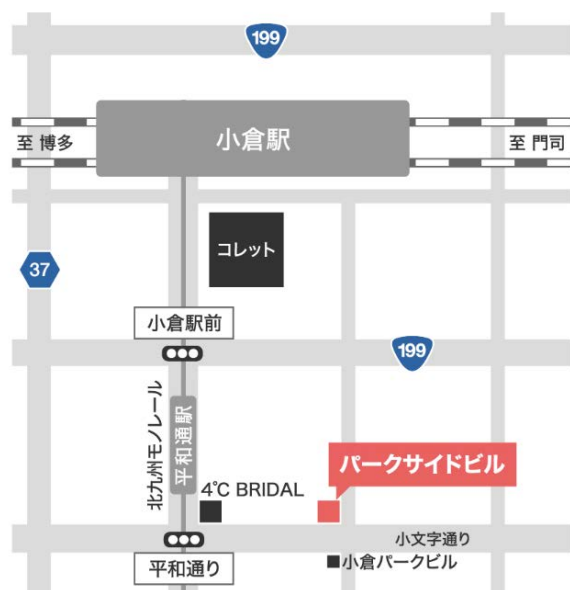 199
至 博多
小倉駅
至 門司
コレット
37
小倉駅前
199
北九州モノレール
平和通駅
パークサイドビル
4℃ BRIDAL
小文字通り
平和通り
■小倉パークビル